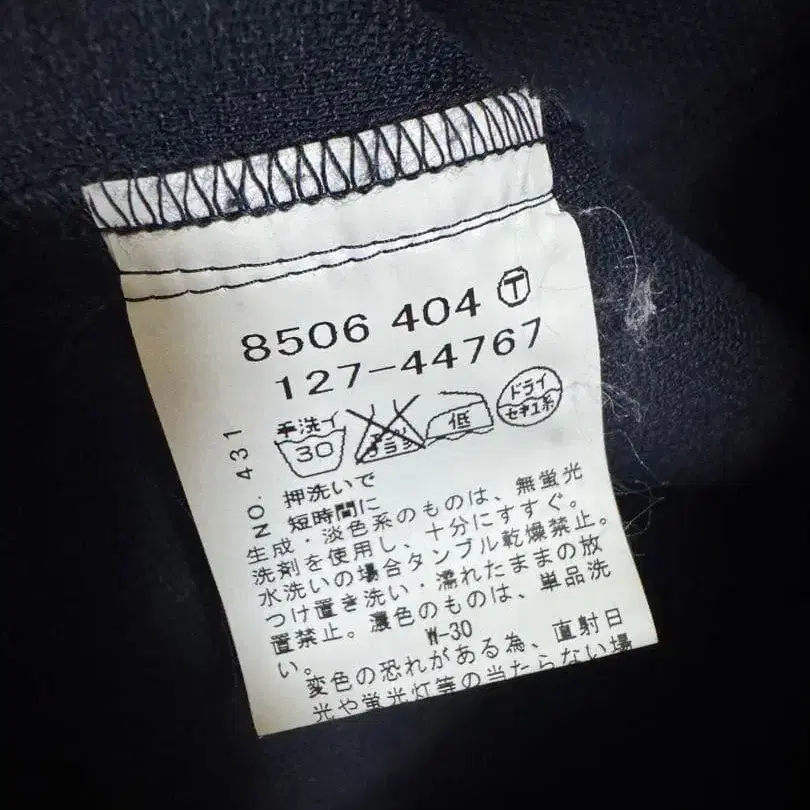 8506 404 Ⓣ
127-44767
NO. 431
手洗イ
30
エンソ
サラシ
低
ドライ
セキユ系
押洗いで
短時間に
生成・淡色系のものは、無蛍光
洗剤を使用し、十分にすすぐ。
水洗いの場合タンブル乾燥禁止。
つけ置き洗い・濡れたままの放
置禁止。濃色のものは、単品洗
い。
W-30
変色の恐れがある為、直射日
光や蛍光灯等の当たらない場